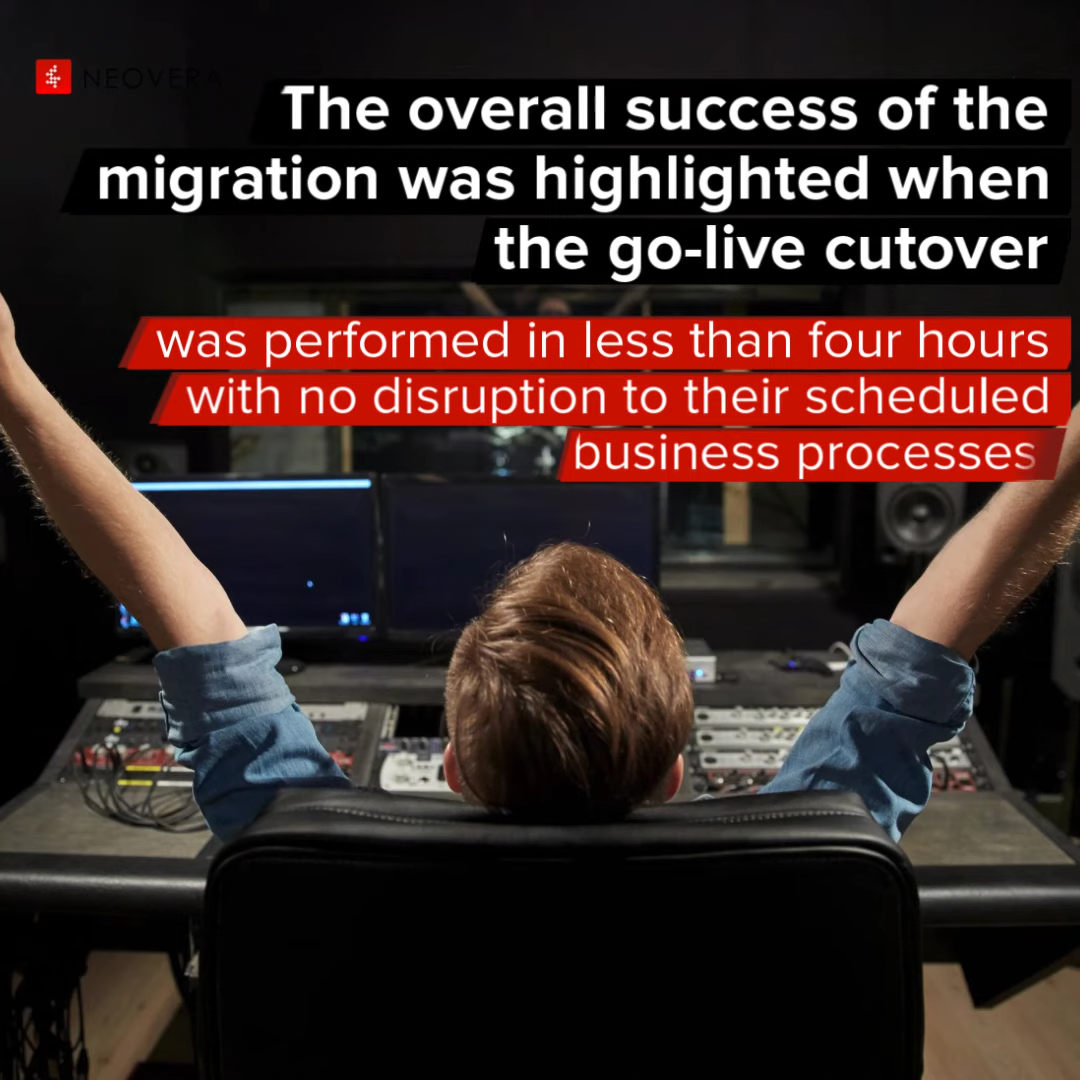 NEOVERA
The overall success of the
migration was highlighted when
the go-live cutover
was performed in less than four hours
with no disruption to their scheduled
business processes